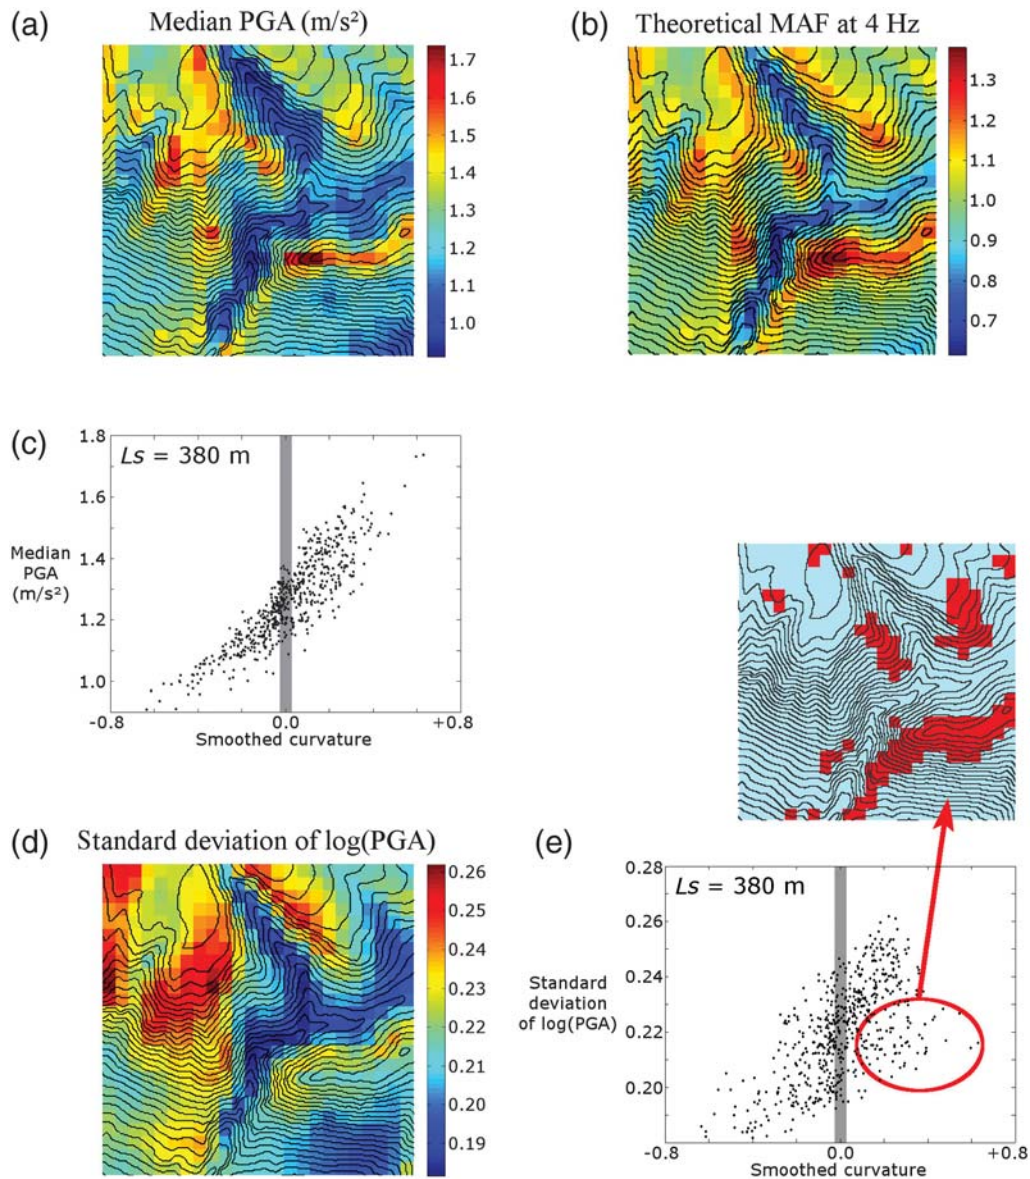 (a) Median PGA (m/s²)
1.7
1.6
1.5
1.4
1.3
1.2
1.1
1.0
(b) Theoretical MAF at 4 Hz
1.3
1.2
1.1
1.0
0.9
0.8
0.7
(c)
Ls = 380 m
1.8
1.6
1.4
1.2
1.0
Median
PGA
(m/s²)
-0.8 0.0 +0.8
Smoothed curvature
(d) Standard deviation of log(PGA)
0.26
0.25
0.24
0.23
0.22
0.21
0.20
0.19
(e)
Ls = 380 m
0.28
0.26
0.24
0.22
0.20
Standard
deviation
of log(PGA)
-0.8 0.0 +0.8
Smoothed curvature